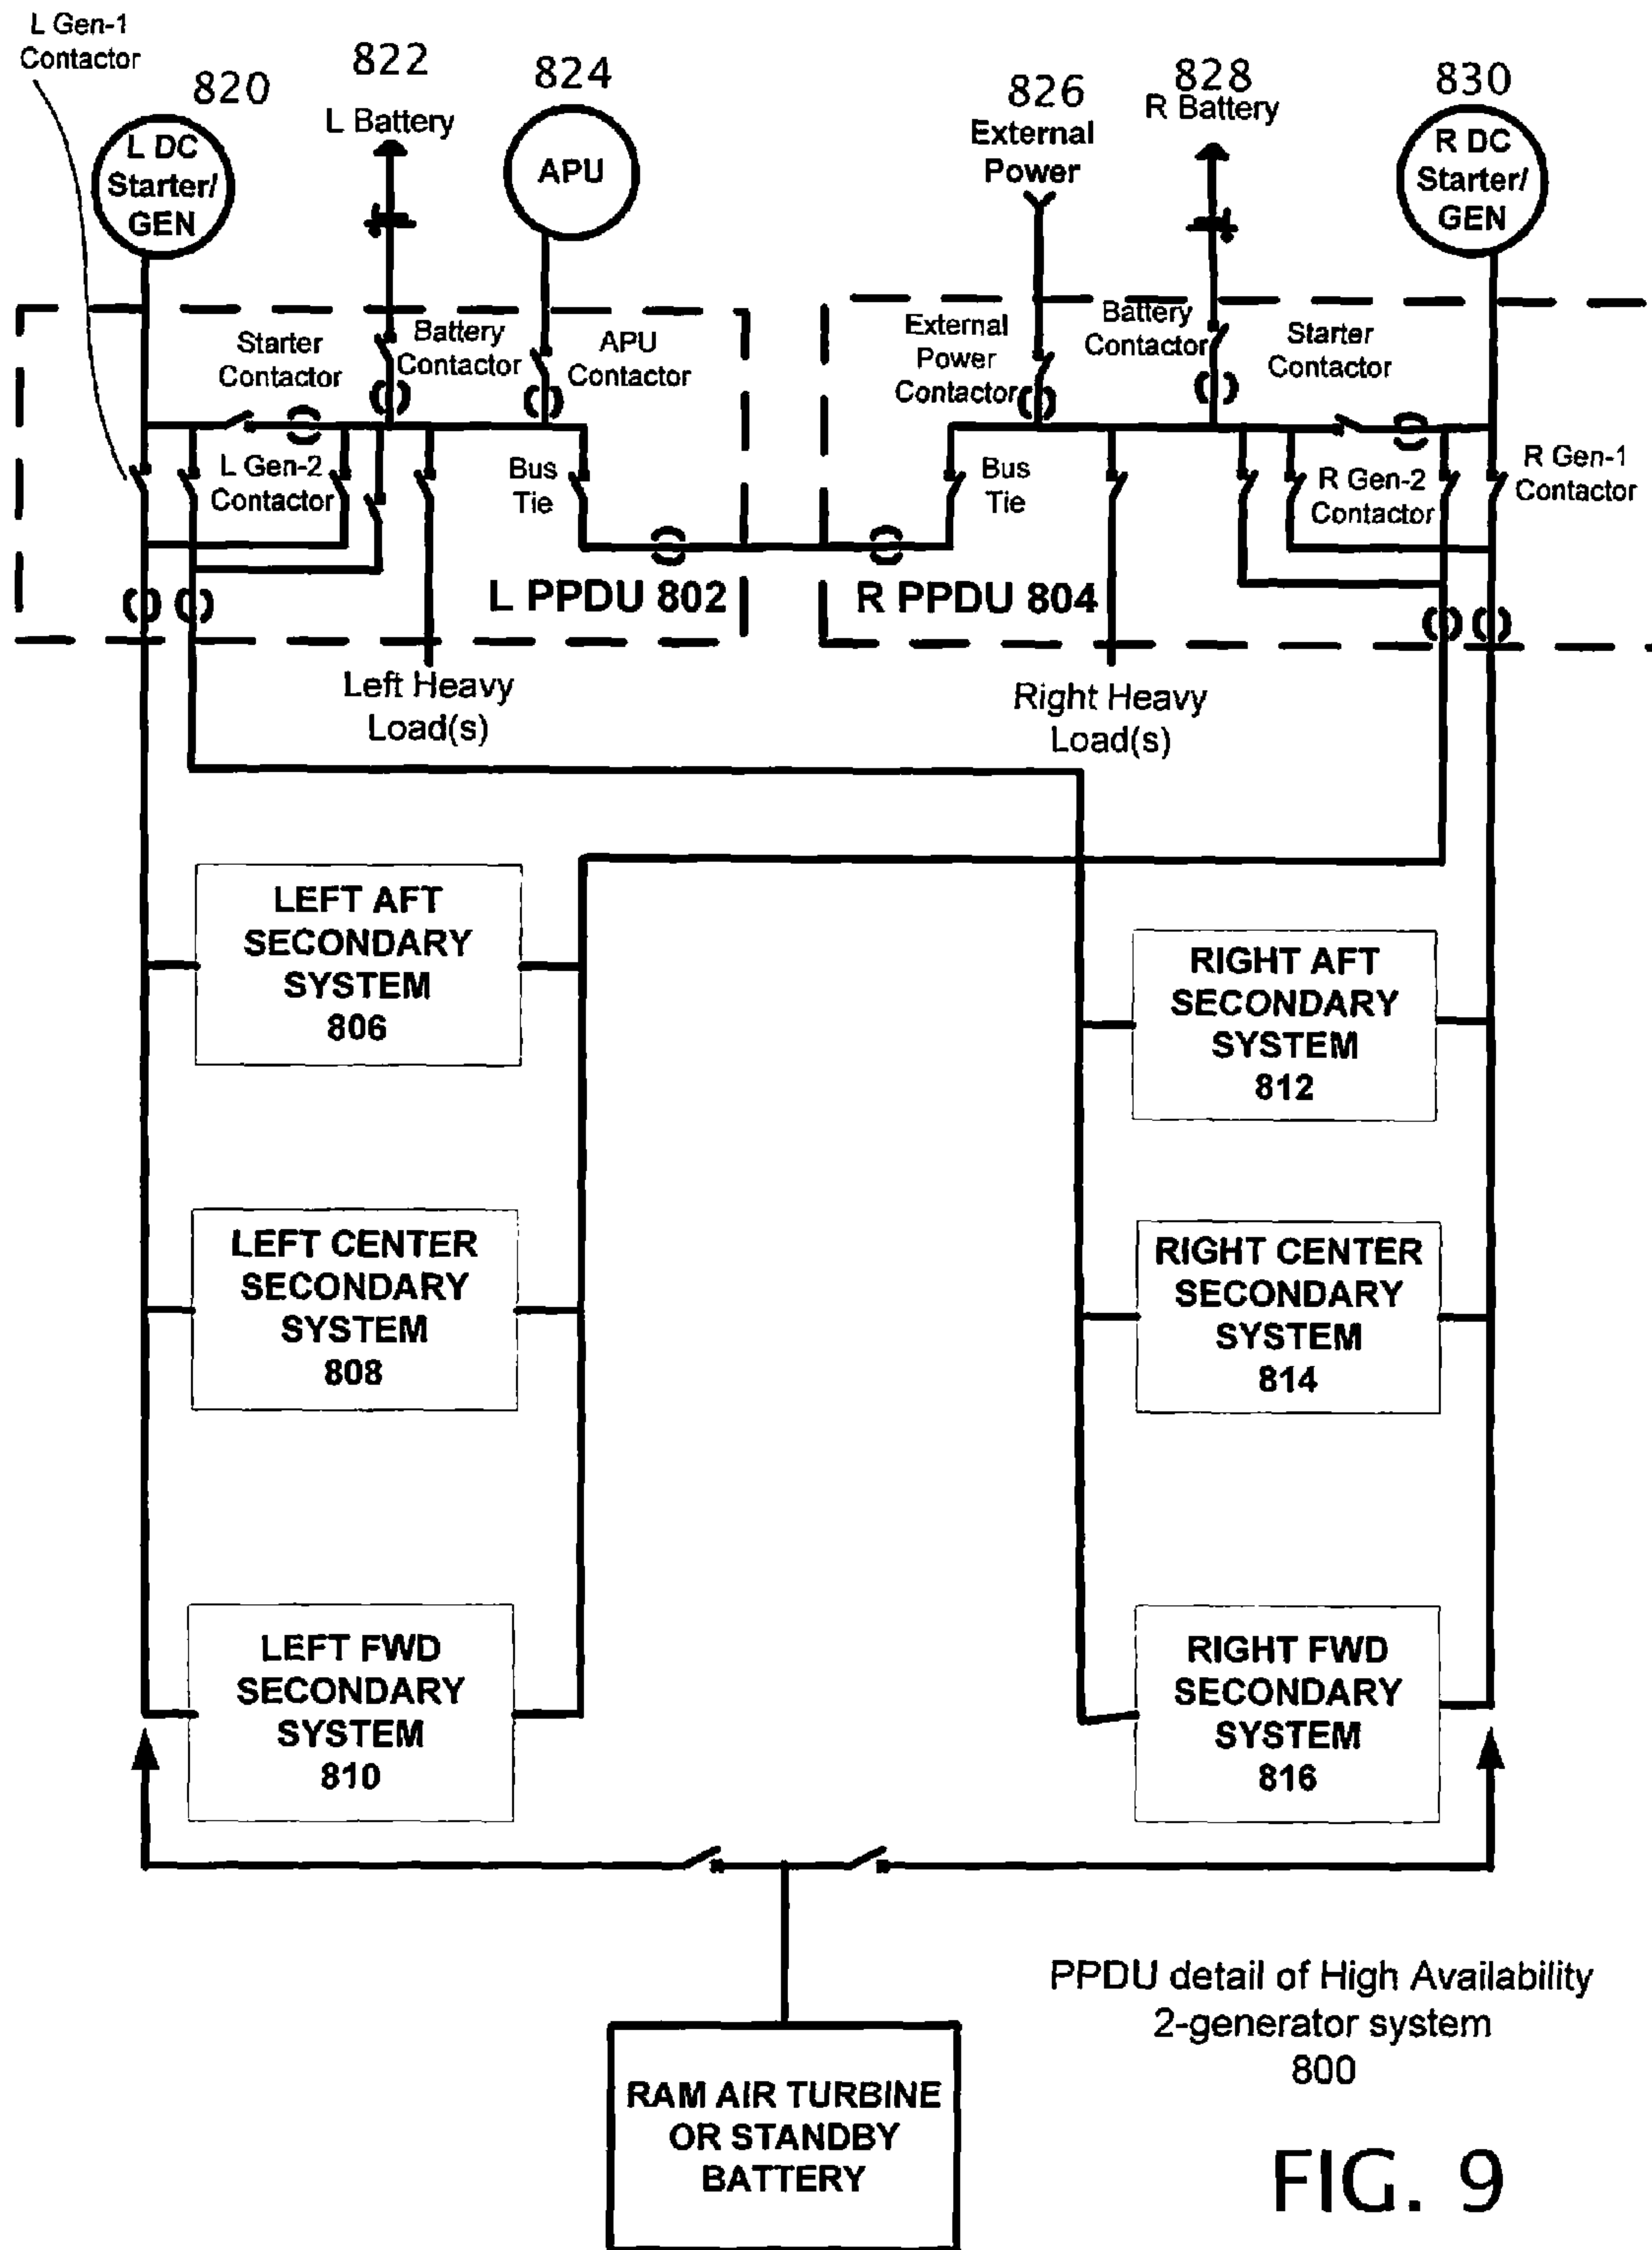 L Gen-1
Contactor
820
822
824
826
828
830
L DC
Starter/
GEN
L Battery
APU
External
Power
R Battery
R DC
Starter/
GEN
Starter
Contactor
Battery
Contactor
APU
Contactor
External
Power
Contactor
Battery
Contactor
Starter
Contactor
L Gen-2
Contactor
Bus
Tie
Bus
Tie
R Gen-2
Contactor
R Gen-1
Contactor
L PPDU 802
R PPDU 804
Left Heavy
Load(s)
Right Heavy
Load(s)
LEFT AFT
SECONDARY
SYSTEM
806
RIGHT AFT
SECONDARY
SYSTEM
812
LEFT CENTER
SECONDARY
SYSTEM
808
RIGHT CENTER
SECONDARY
SYSTEM
814
LEFT FWD
SECONDARY
SYSTEM
810
RIGHT FWD
SECONDARY
SYSTEM
816
RAM AIR TURBINE
OR STANDBY
BATTERY
PPDU detail of High Availability
2-generator system
800
FIG. 9